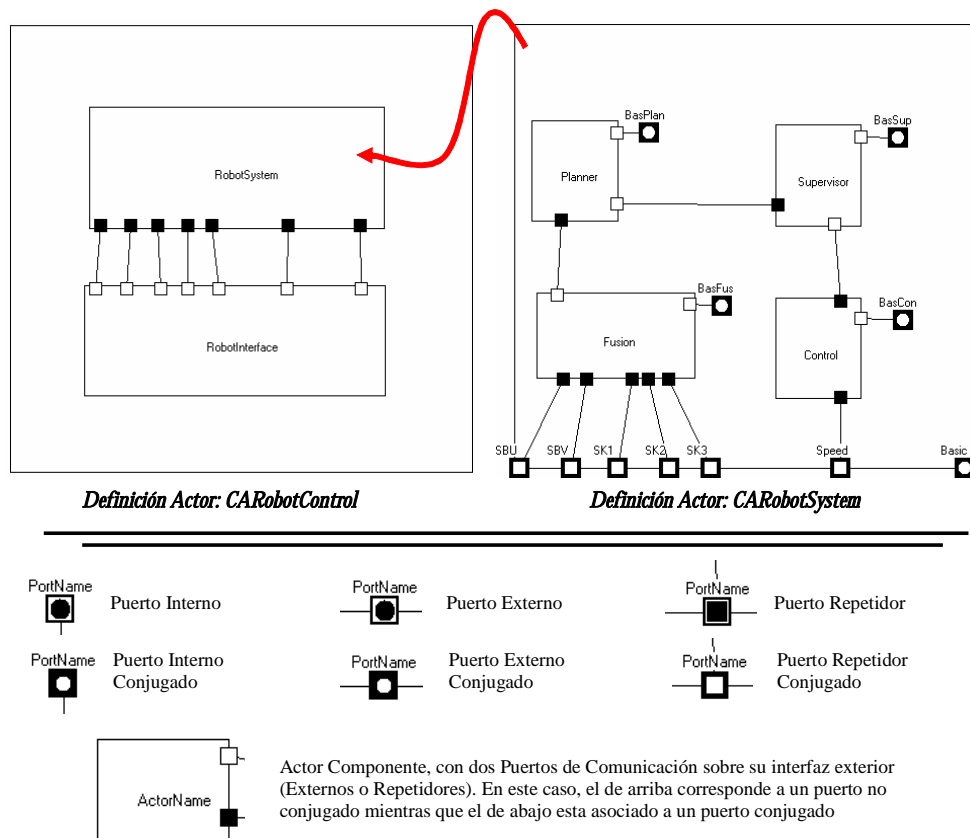 RobotSystem
RobotInterface
BasPlan
Planner
BasSup
Supervisor
BasFus
Fusion
BasCon
Control
SBU
SBV
SK1
SK2
SK3
Speed
Basic
Definición Actor: CARobotControl
Definición Actor: CARobotSystem
PortName
Puerto Interno
PortName
Puerto Externo
PortName
Puerto Repetidor
PortName
Puerto Interno
Conjugado
PortName
Puerto Externo
Conjugado
PortName
Puerto Repetidor
Conjugado
ActorName
Actor Componente, con dos Puertos de Comunicación sobre su interfaz exterior
(Externos o Repetidores). En este caso, el de arriba corresponde a un puerto no
conjugado mientras que el de abajo esta asociado a un puerto conjugado